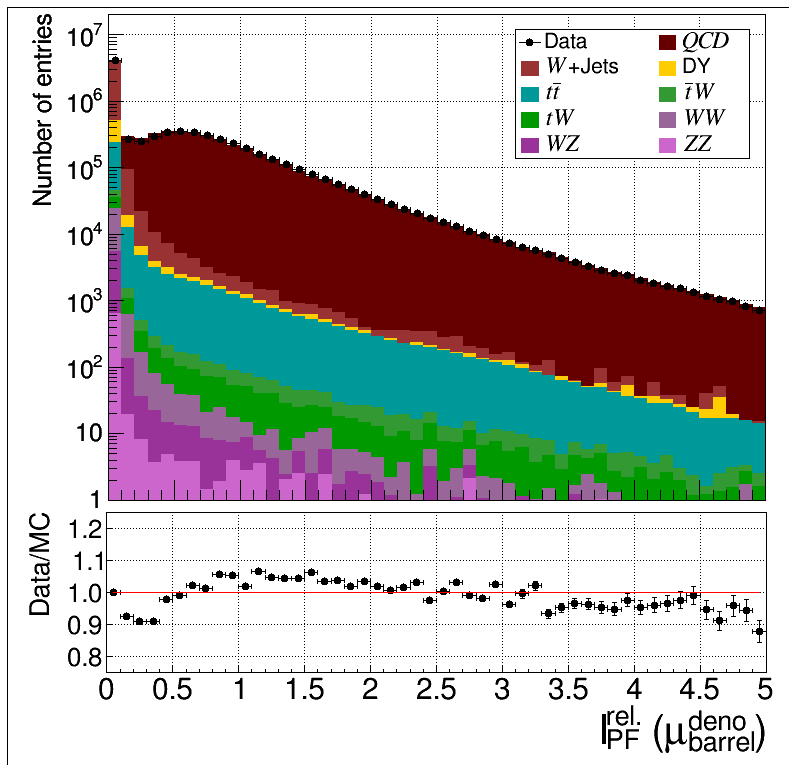 Number of entries
10⁷
10⁶
10⁵
10⁴
10³
10²
10
1
Data
QCD
W+Jets
DY
tt̄
t̄W
tW
WW
WZ
ZZ
Data/MC
1.2
1.1
1.0
0.9
0.8
0 0.5 1 1.5 2 2.5 3 3.5 4 4.5 5
I_PF^rel. (μ_barrel^deno)